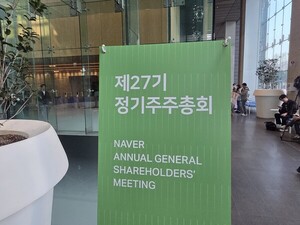 제27기
정기주주총회
NAVER
ANNUAL GENERAL
SHAREHOLDERS'
MEETING